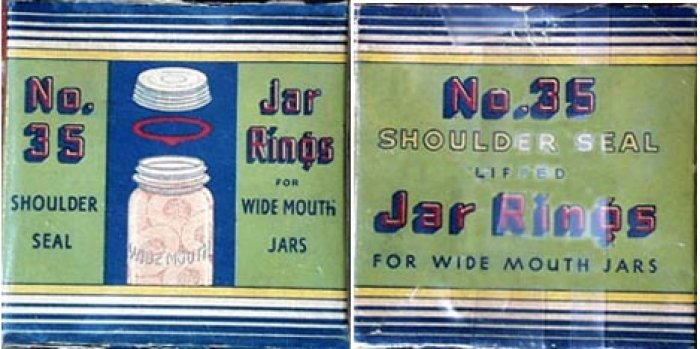 No.
35
SHOULDER
SEAL
WIDE MOUTH
Jar
Rings
FOR
WIDE MOUTH
JARS
No.35
SHOULDER SEAL
LIPPED
Jar Rings
FOR WIDE MOUTH JARS